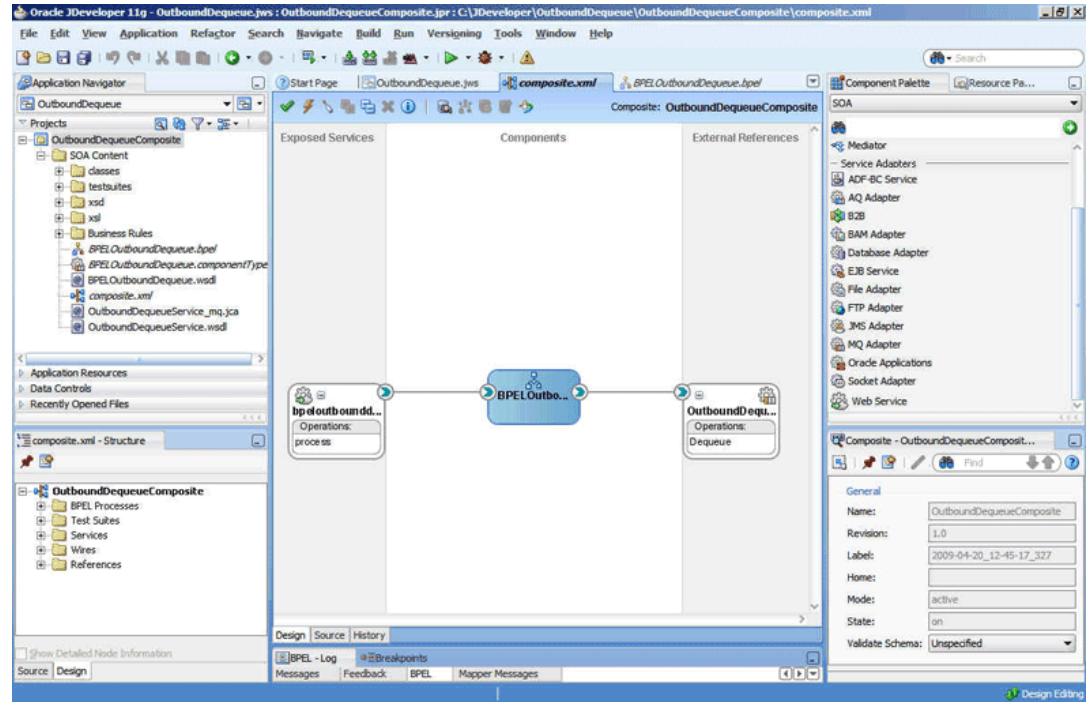 Oracle JDeveloper 11g - OutboundDequeue.jws : OutboundDequeueComposite.jpr : C:\JDeveloper\OutboundDequeue\OutboundDequeueComposite\composite.xml
File Edit View Application Refactor Search Navigate Build Run Versioning Tools Window Help
Search
Application Navigator
OutboundDequeue
Projects
OutboundDequeueComposite
SOA Content
classes
testsuites
xsd
xsl
Business Rules
BPELOutboundDequeue.bpel
BPELOutboundDequeue.componentType
BPELOutboundDequeue.wsdl
composite.xml
OutboundDequeueService_mq.jca
OutboundDequeueService.wsdl
Application Resources
Data Controls
Recently Opened Files
composite.xml - Structure
OutboundDequeueComposite
BPEL Processes
Test Suites
Services
Wires
References
Show Detailed Node Information
Source Design
Start Page OutboundDequeue.jws composite.xml BPELOutboundDequeue.bpel
Composite: OutboundDequeueComposite
Exposed Services Components External References
bpeloutboundd...
Operations:
process
BPELOutbo...
OutboundDequ...
Operations:
Dequeue
Design Source History
BPEL - Log Breakpoints
Messages Feedback BPEL Mapper Messages
Component Palette Resource Pa...
SOA
Mediator
Service Adapters
ADF-BC Service
AQ Adapter
B2B
BAM Adapter
Database Adapter
EJB Service
File Adapter
FTP Adapter
JMS Adapter
MQ Adapter
Oracle Applications
Socket Adapter
Web Service
Composite - OutboundDequeueComposit...
Find
General
Name: OutboundDequeueComposite
Revision: 1.0
Label: 2009-04-20_12-45-17_327
Home:
Mode: active
State: on
Validate Schema: Unspecified
Design Editing